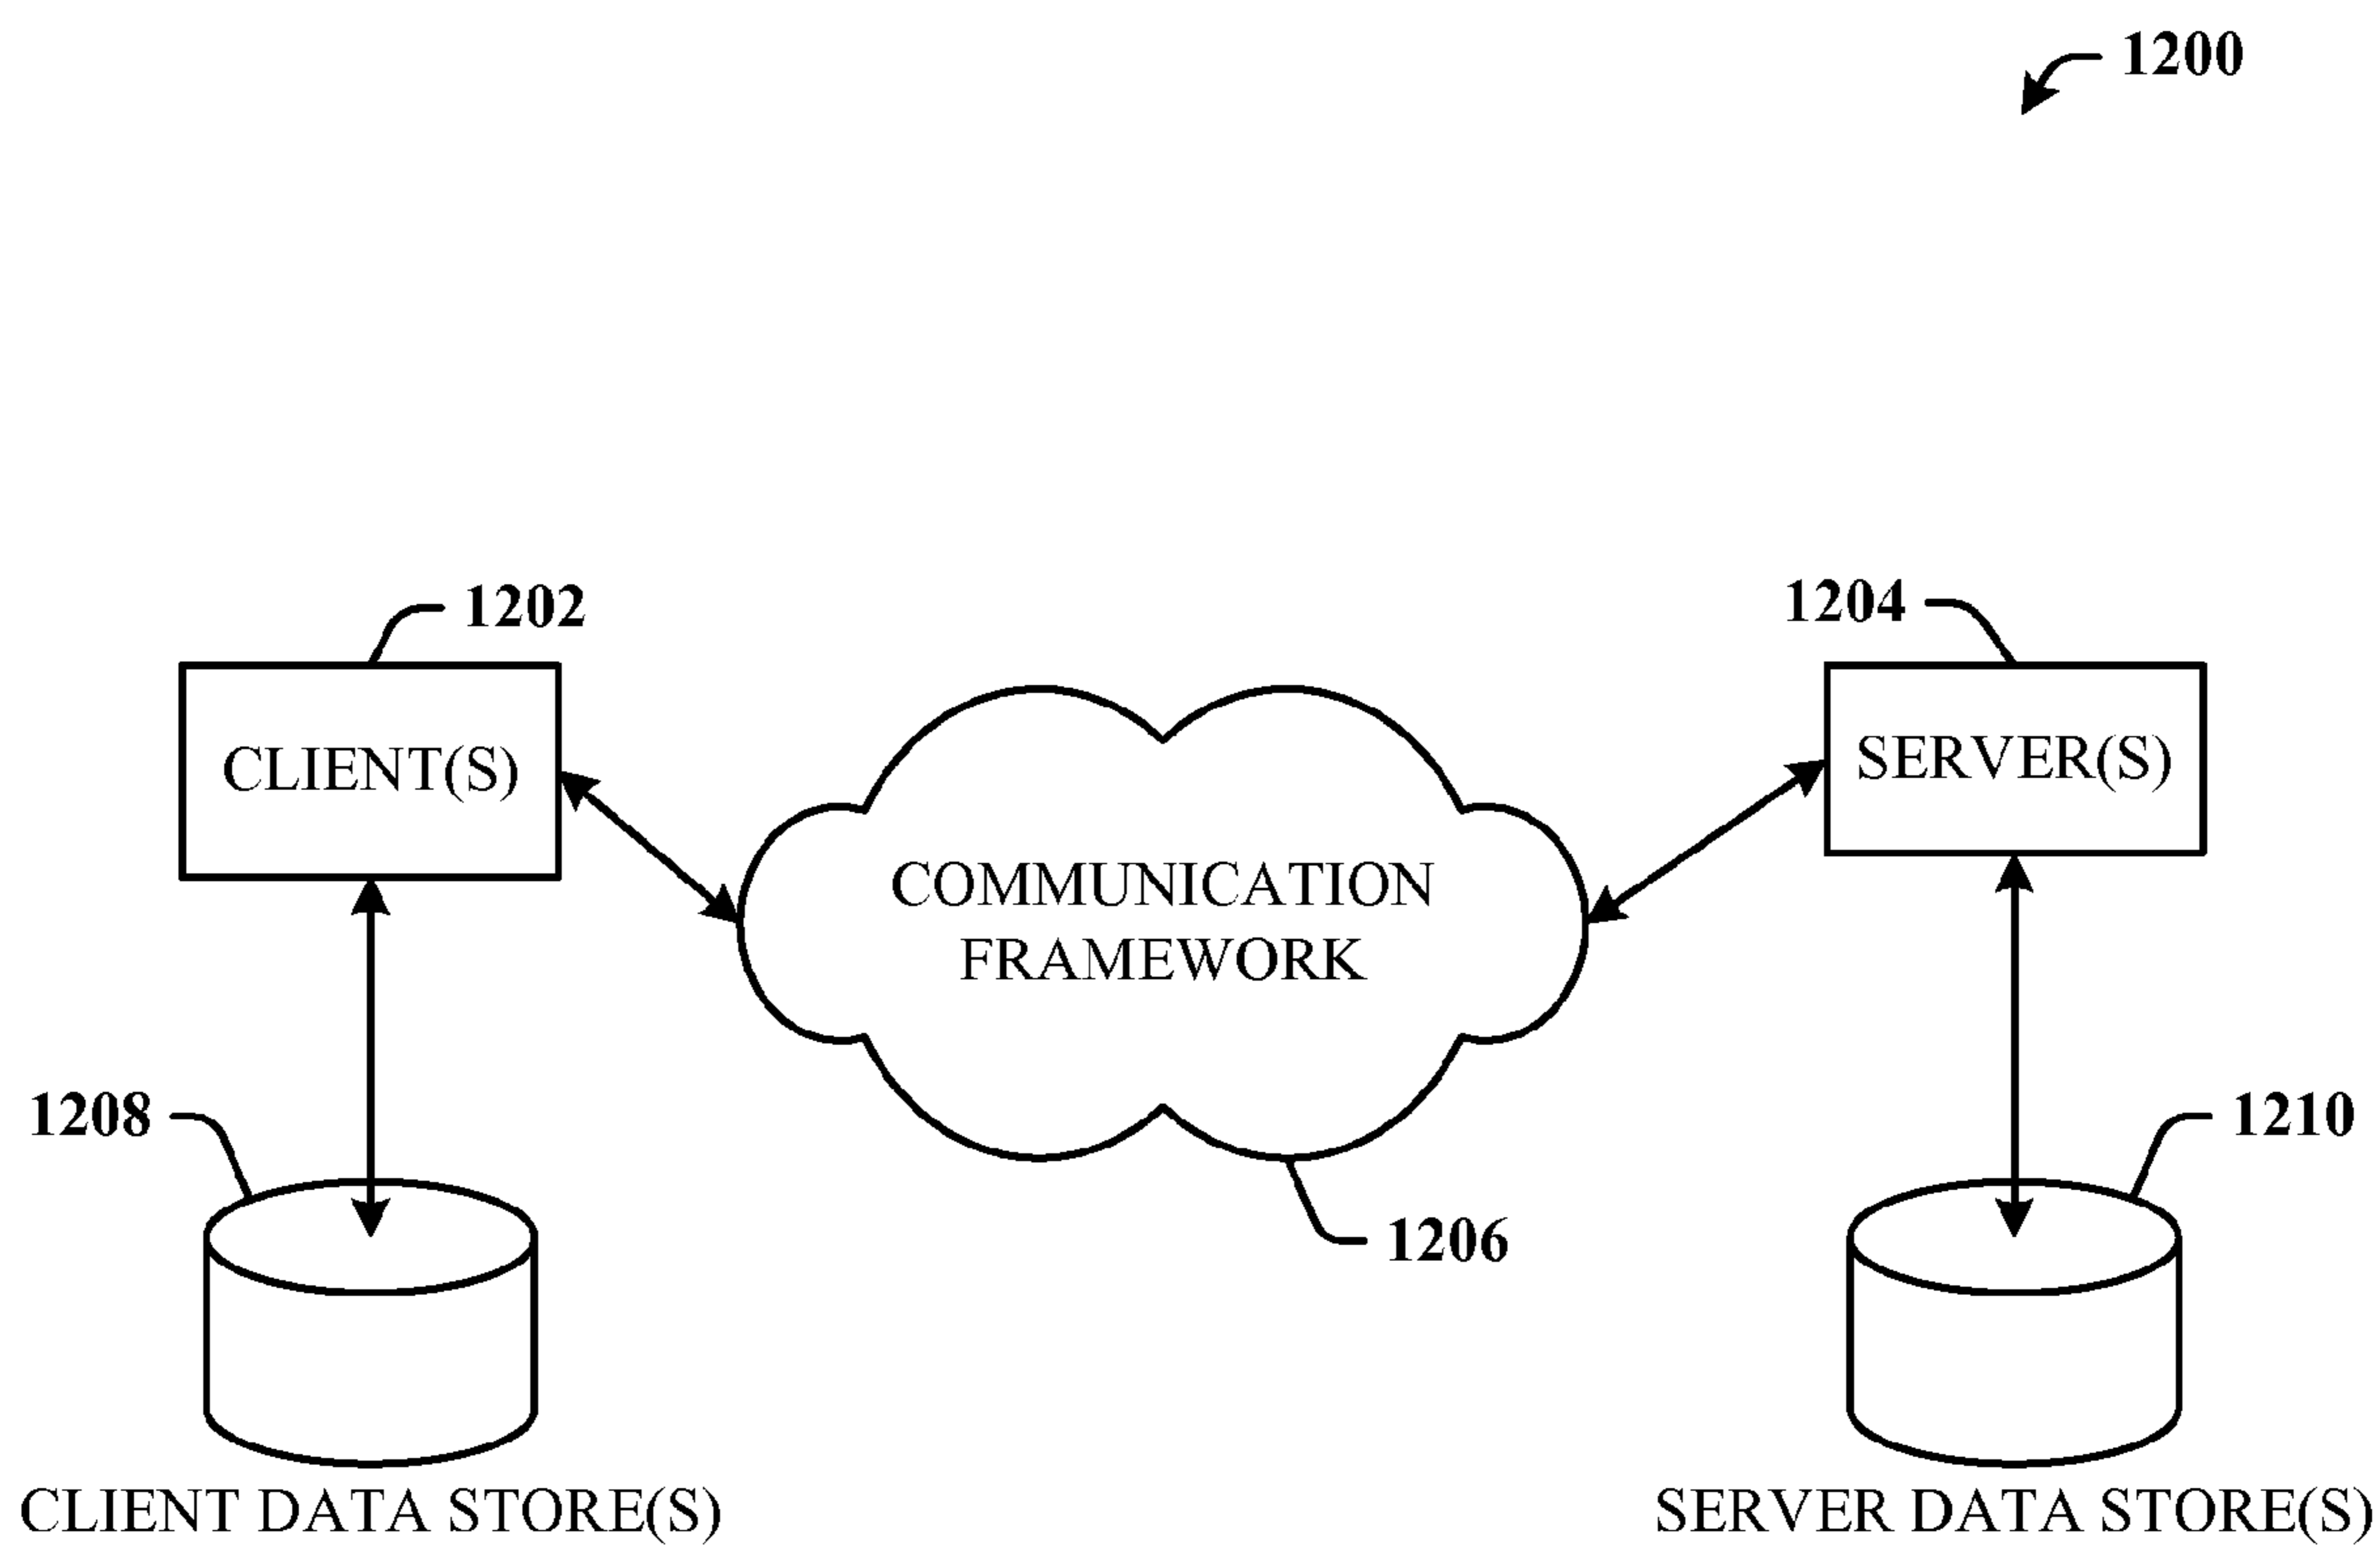 1200
1202
1204
CLIENT(S)
SERVER(S)
COMMUNICATION
FRAMEWORK
1208
1210
1206
CLIENT DATA STORE(S)
SERVER DATA STORE(S)